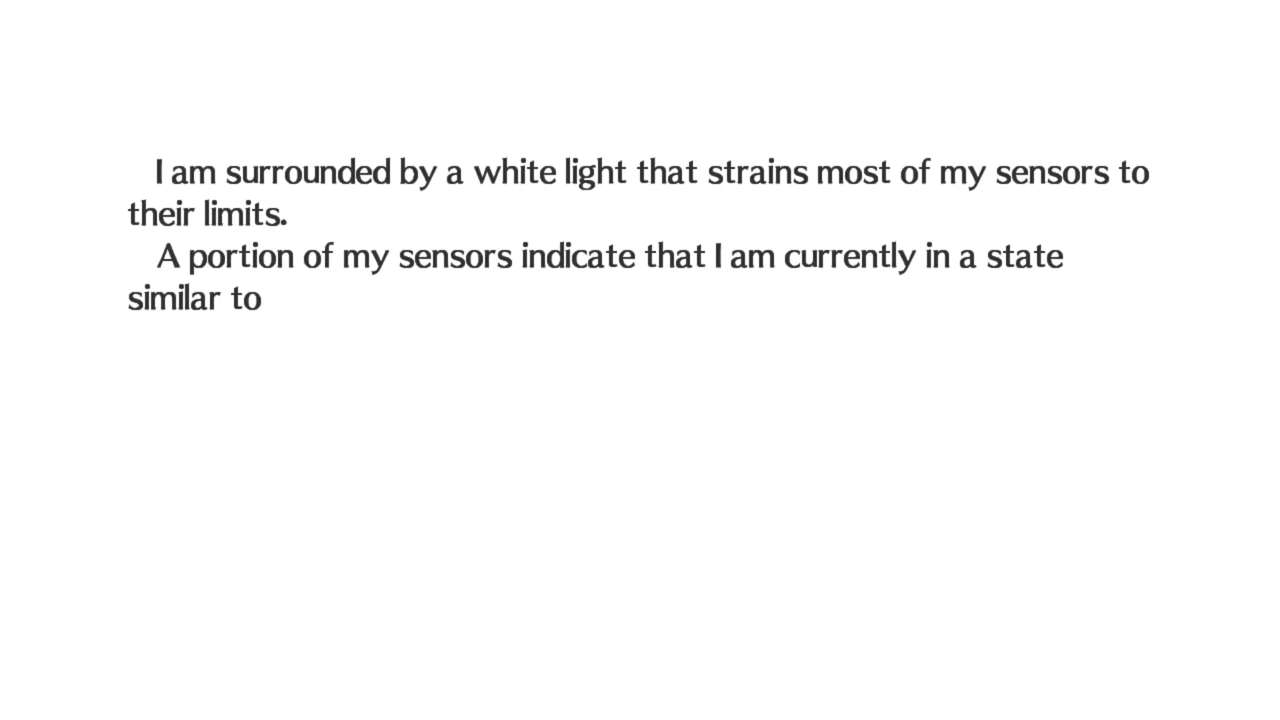 I am surrounded by a white light that strains most of my sensors to
their limits.
A portion of my sensors indicate that I am currently in a state
similar to